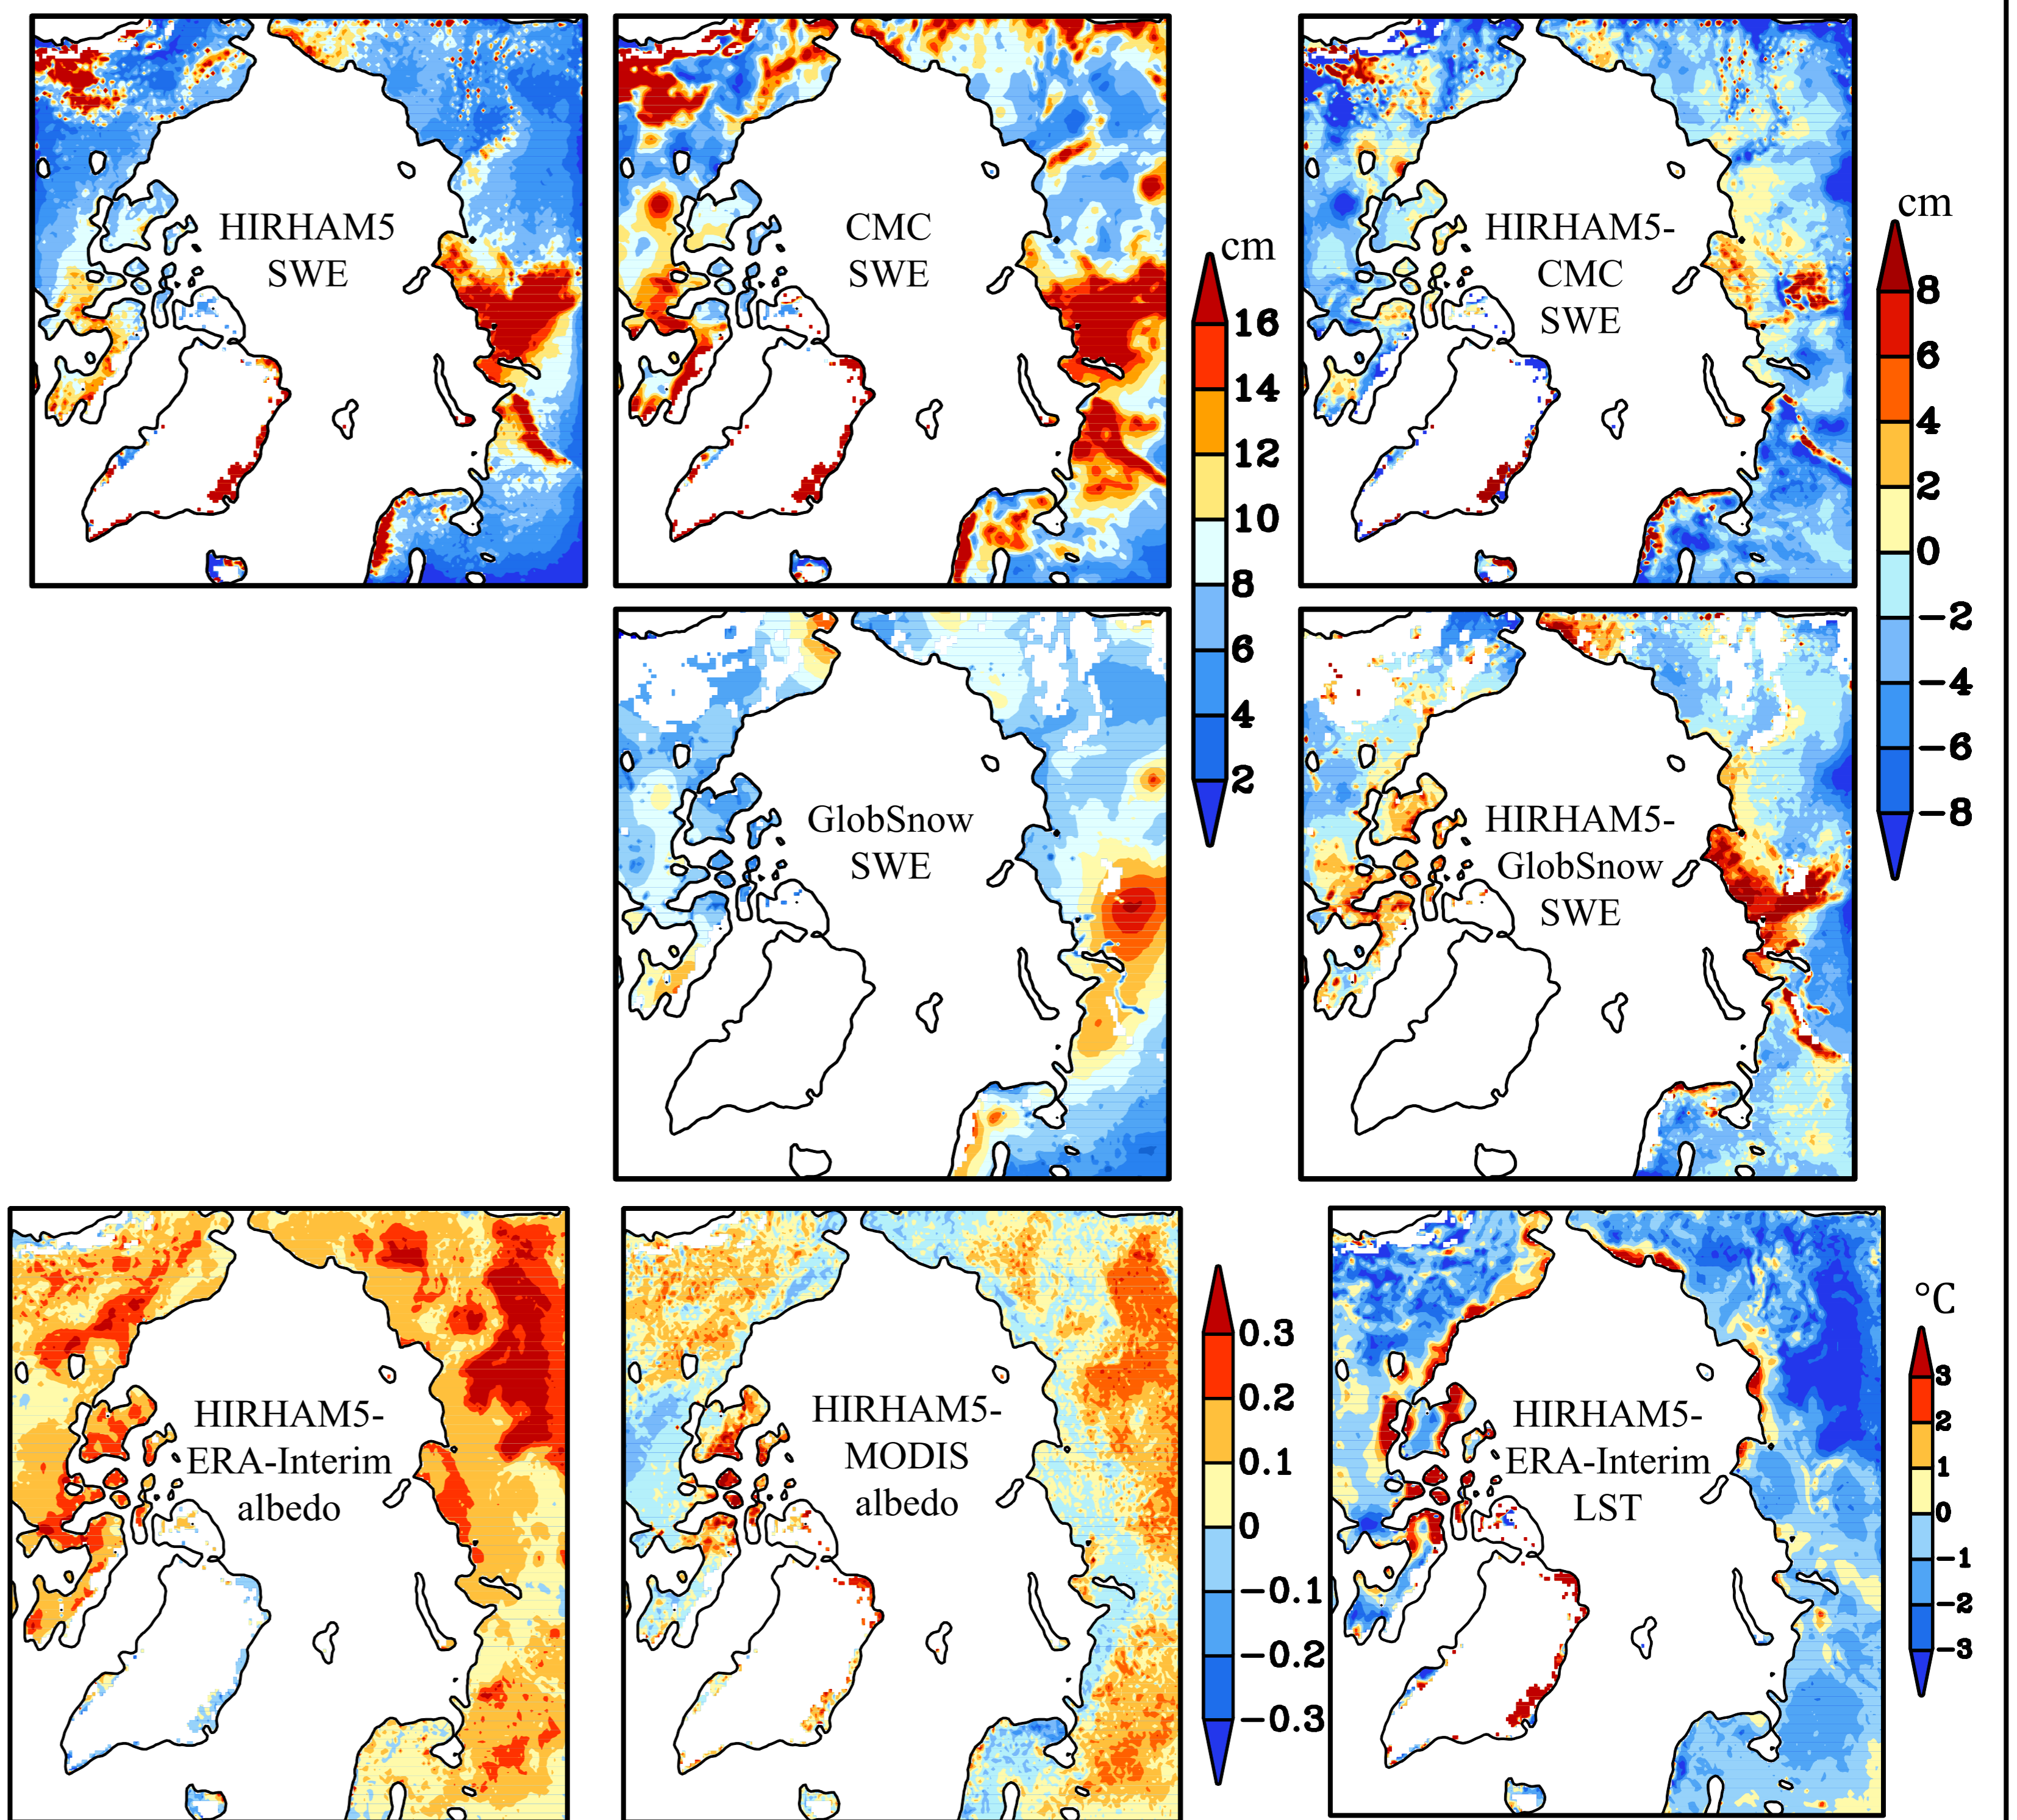 HIRHAM5
SWE
CMC
SWE
HIRHAM5-
CMC
SWE
cm
16
14
12
10
8
6
4
2
cm
8
6
4
2
0
−2
−4
−6
−8
GlobSnow
SWE
HIRHAM5-
GlobSnow
SWE
HIRHAM5-
ERA-Interim
albedo
HIRHAM5-
MODIS
albedo
0.3
0.2
0.1
0
−0.1
−0.2
−0.3
HIRHAM5-
ERA-Interim
LST
°C
3
2
1
0
−1
−2
−3